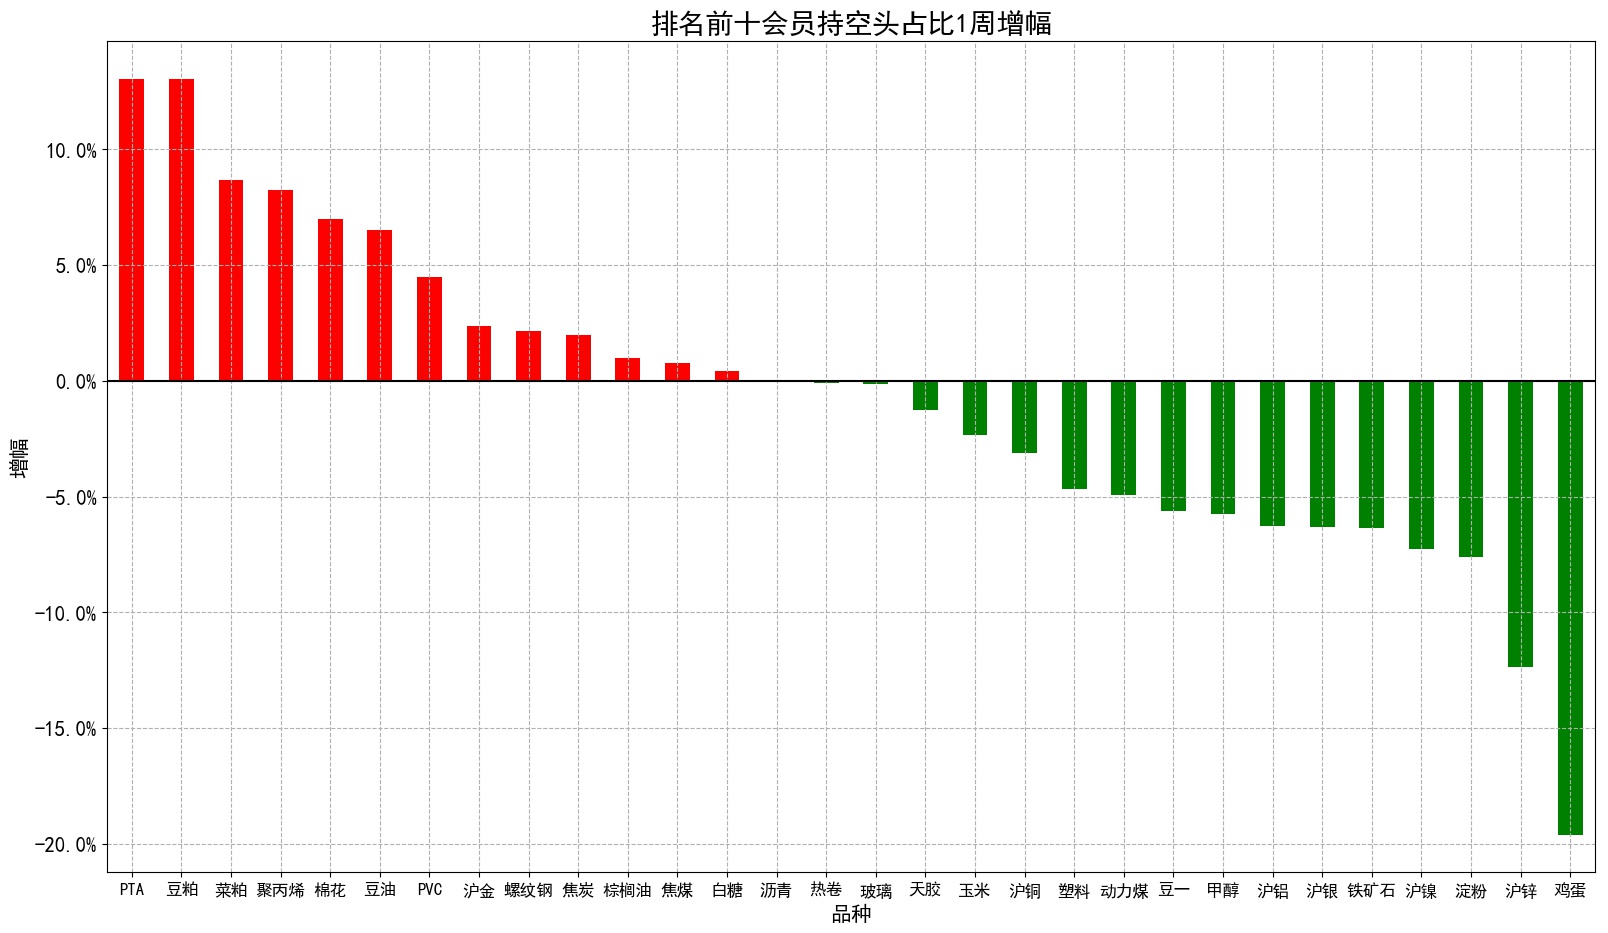 排名前十会员持空头占比1周增幅
10.0%
5.0%
0.0%
-5.0%
-10.0%
-15.0%
-20.0%
增幅
PTA 豆粕 菜粕 聚丙烯 棉花 豆油 PVC 沪金 螺纹钢 焦炭 棕榈油 焦煤 白糖 沥青 热卷 玻璃 天胶 玉米 沪铜 塑料 动力煤 豆一 甲醇 沪铝 沪银 铁矿石 沪镍 淀粉 沪锌 鸡蛋
品种